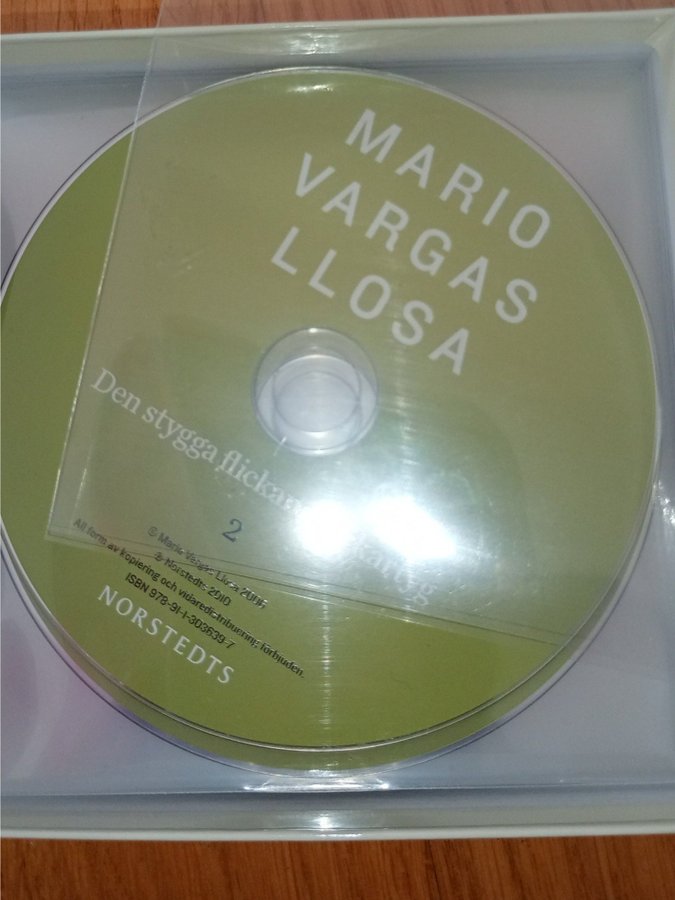 MARIO
VARGAS
LLOSA
Den stygga flickan
2
© Mario Vargas Llosa 2006
℗ Norstedts 2010
All form av kopiering och vidaredistribuering förbjuden.
ISBN 978-91-1-303639-7
NORSTEDTS